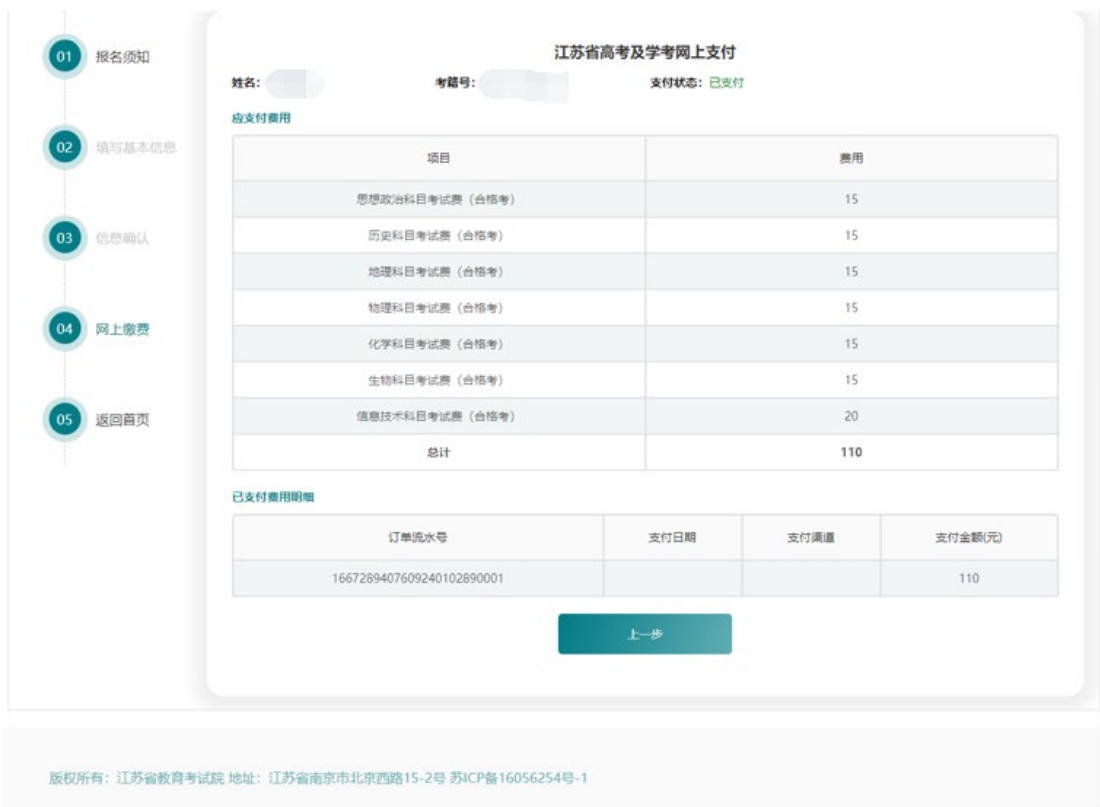 01 报名须知
02 填写基本信息
03 信息确认
04 网上缴费
05 返回首页
江苏省高考及学考网上支付
姓名： 考籍号： 支付状态：已支付
应支付费用
项目 费用
思想政治科目考试费（合格考） 15
历史科目考试费（合格考） 15
地理科目考试费（合格考） 15
物理科目考试费（合格考） 15
化学科目考试费（合格考） 15
生物科目考试费（合格考） 15
信息技术科目考试费（合格考） 20
总计 110
已支付费用明细
订单流水号 支付日期 支付渠道 支付金额(元)
1667289407609240102890001 110
上一步
版权所有：江苏省教育考试院 地址：江苏省南京市北京西路15-2号 苏ICP备16056254号-1